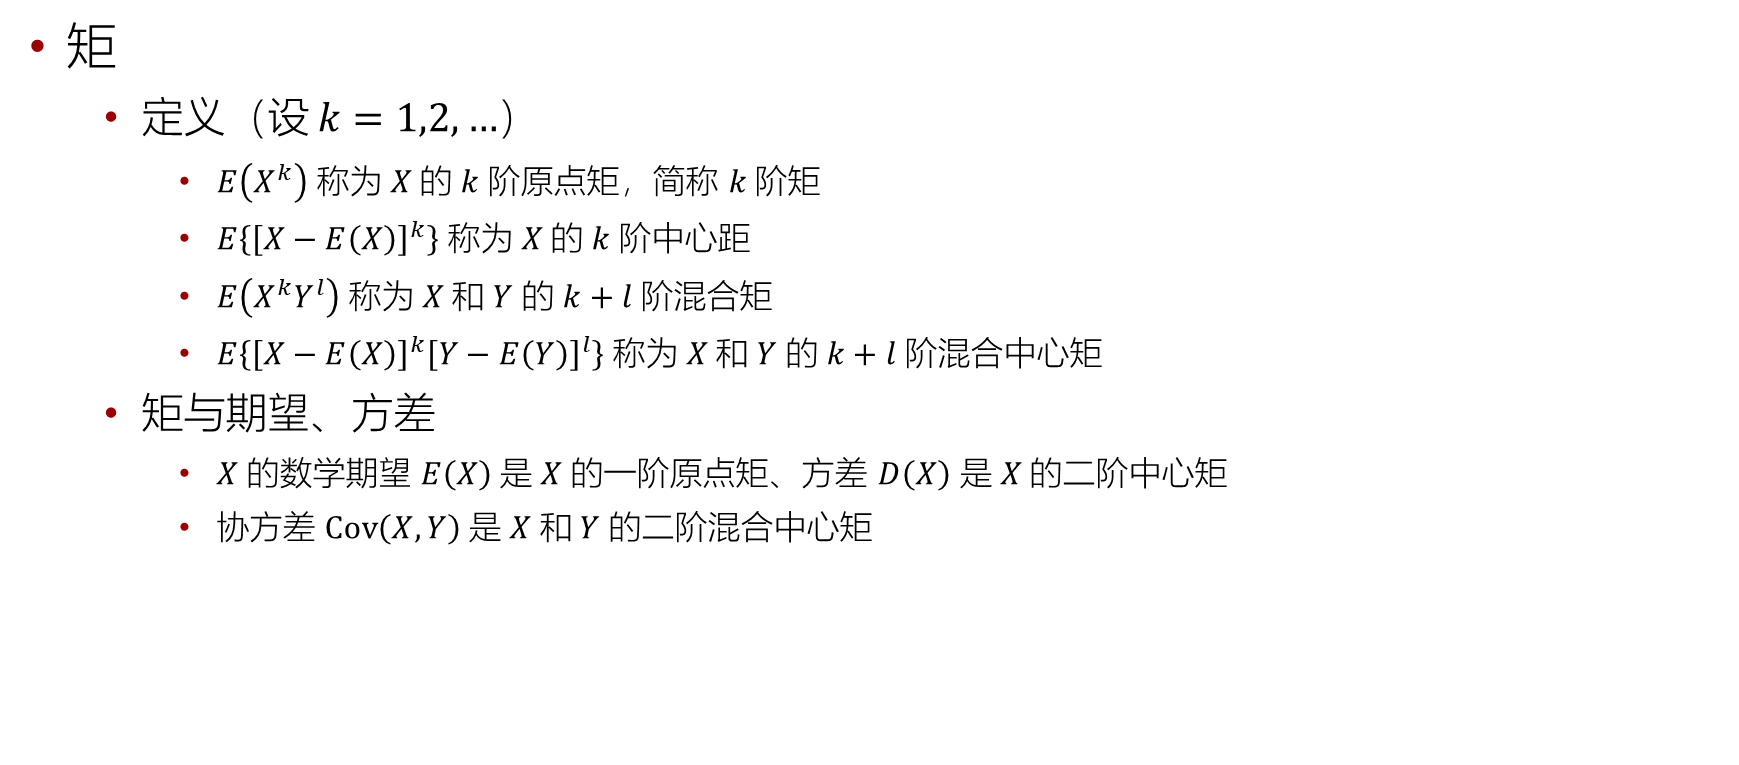 • 矩
• 定义（设 k = 1,2, …）
• E(X^k) 称为 X 的 k 阶原点矩，简称 k 阶矩
• E{[X − E(X)]^k} 称为 X 的 k 阶中心距
• E(X^k Y^l) 称为 X 和 Y 的 k + l 阶混合矩
• E{[X − E(X)]^k[Y − E(Y)]^l} 称为 X 和 Y 的 k + l 阶混合中心矩
• 矩与期望、方差
• X 的数学期望 E(X) 是 X 的一阶原点矩、方差 D(X) 是 X 的二阶中心矩
• 协方差 Cov(X, Y) 是 X 和 Y 的二阶混合中心矩